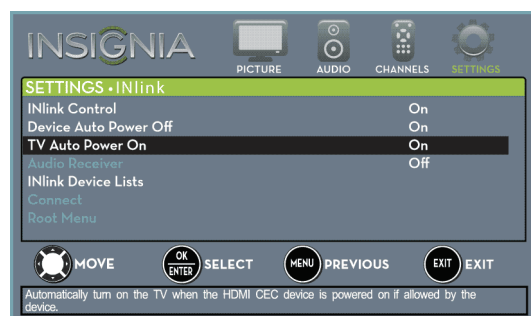 INSIGNIA
PICTURE AUDIO CHANNELS SETTINGS
SETTINGS • INlink
INlink Control On
Device Auto Power Off On
TV Auto Power On On
Audio Receiver Off
INlink Device Lists
Connect
Root Menu
MOVE OK ENTER SELECT MENU PREVIOUS EXIT EXIT
Automatically turn on the TV when the HDMI CEC device is powered on if allowed by the
device.